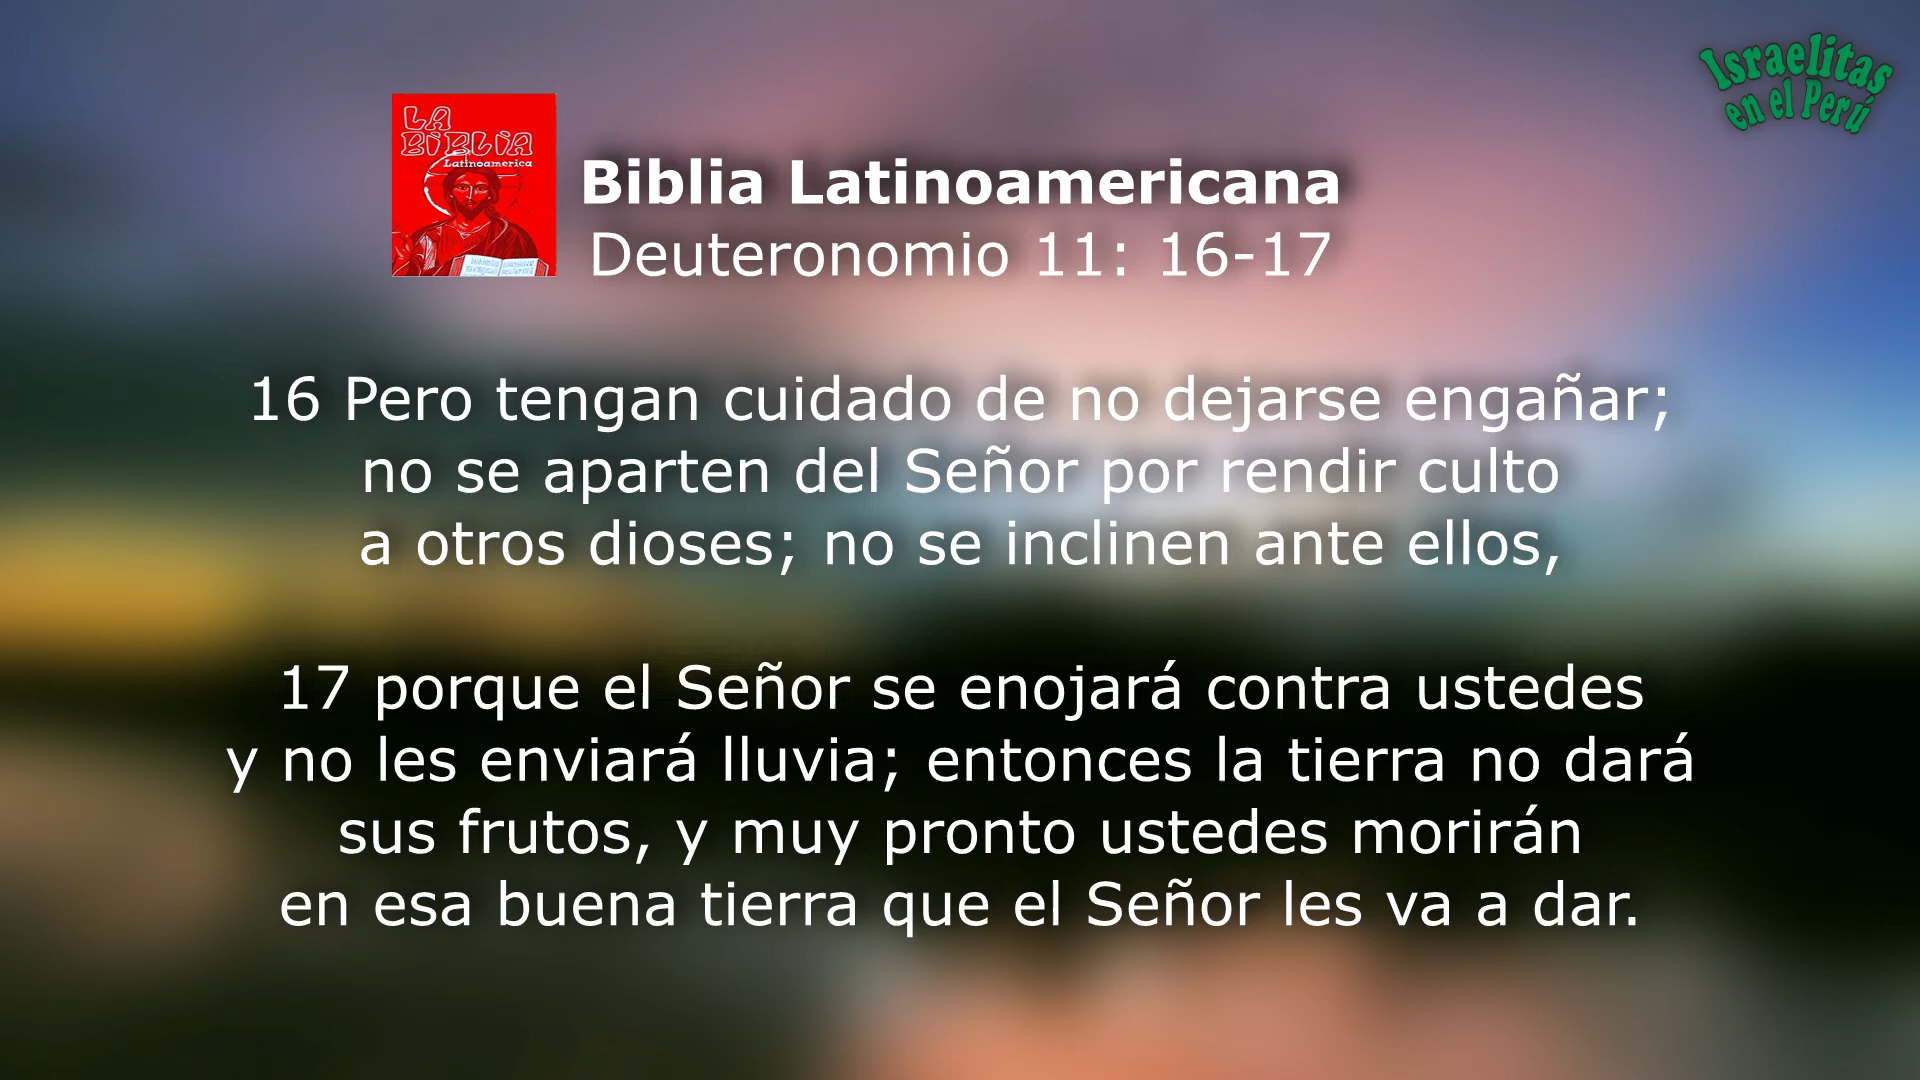 Israelitas
en el Perú
LA
BIBLIA
Latinoamerica
Biblia Latinoamericana
Deuteronomio 11: 16-17
16 Pero tengan cuidado de no dejarse engañar;
no se aparten del Señor por rendir culto
a otros dioses; no se inclinen ante ellos,
17 porque el Señor se enojará contra ustedes
y no les enviará lluvia; entonces la tierra no dará
sus frutos, y muy pronto ustedes morirán
en esa buena tierra que el Señor les va a dar.